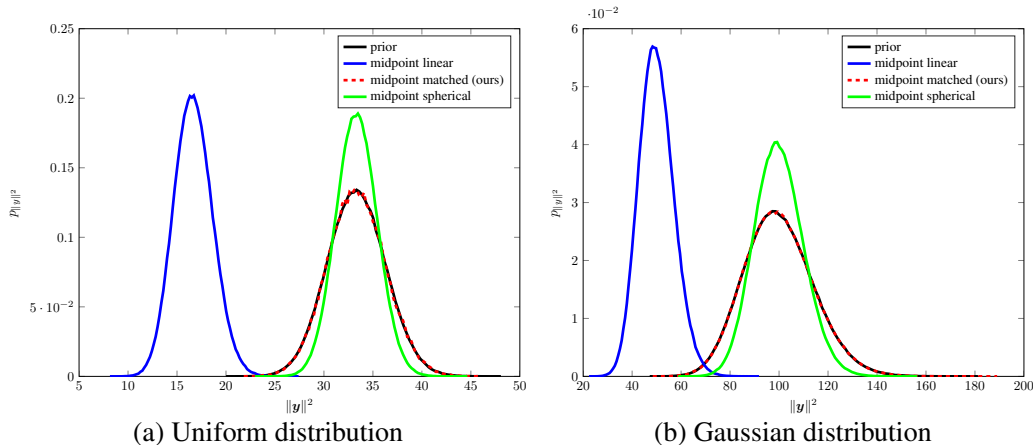 0.25
0.2
0.15
0.1
5 · 10⁻²
0
5 10 15 20 25 30 35 40 45 50
p‖y‖²
‖y‖²
prior
midpoint linear
midpoint matched (ours)
midpoint spherical
(a) Uniform distribution
·10⁻²
6
5
4
3
2
1
0
20 40 60 80 100 120 140 160 180 200
p‖y‖²
‖y‖²
prior
midpoint linear
midpoint matched (ours)
midpoint spherical
(b) Gaussian distribution